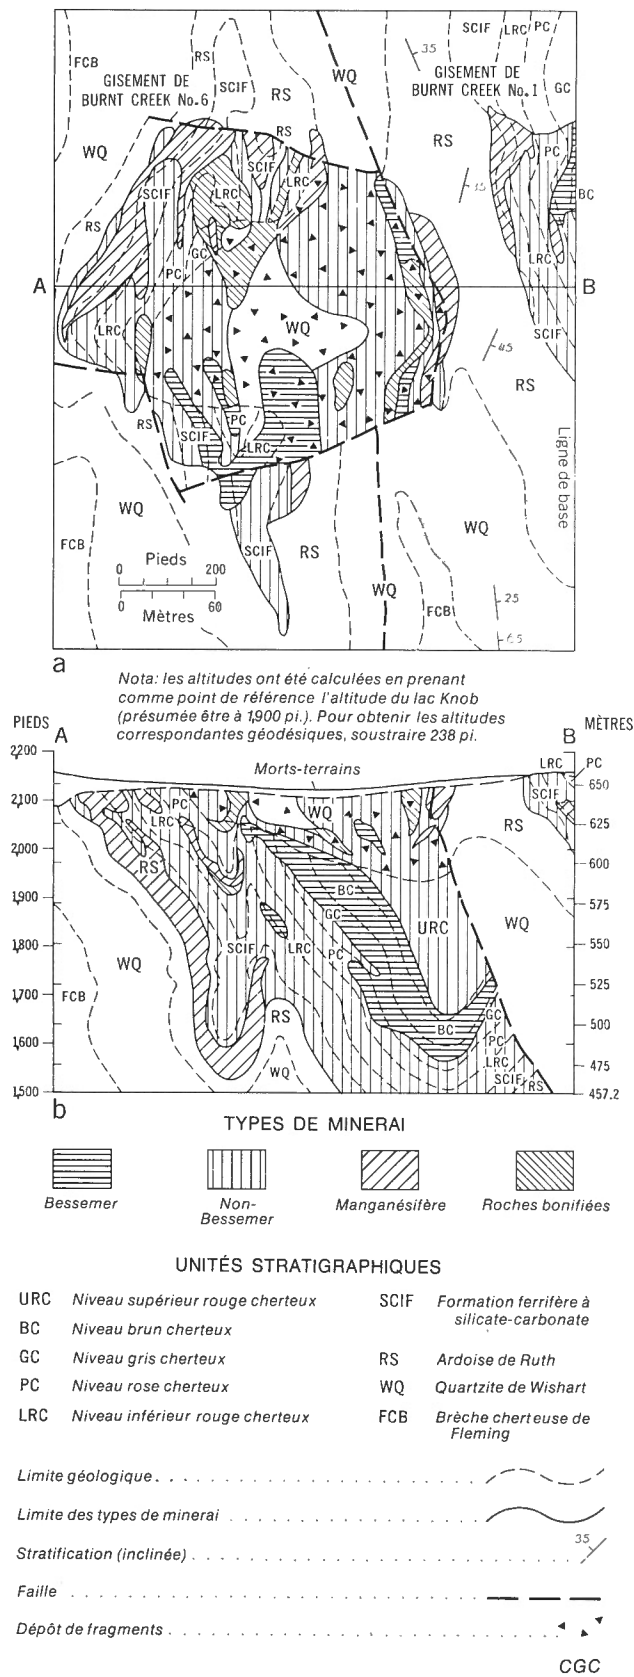 SCIF LRC PC
FCB RS 35
GISEMENT DE BURNT CREEK No.6
SCIF WQ
GISEMENT DE BURNT CREEK No.1
RS GC
RS
WQ SCIF RS PC
SCIF LRC LRC 15 BC
RS GC
PC LRC
A B
LRC WQ SCIF
45
RS
RS PC
SCIF LRC
Ligne de base
WQ WQ
FCB SCIF RS
Pieds
0 200
WQ
0 60
Mètres
FCB 25
65
a
Nota: les altitudes ont été calculées en prenant
comme point de référence l'altitude du lac Knob
(présumée être à 1,900 pi.). Pour obtenir les altitudes
correspondantes géodésiques, soustraire 238 pi.
PIEDS A B MÈTRES
2,200 LRC PC
Morts-terrains 650
2,100 PC WQ SCIF
LRC RS 625
2,000 RS 600
1,900 BC 575
GC URC WQ
1,800 WQ SCIF LRC PC 550
525
1,700 FCB GC
RS BC 500
1,600 PC
WQ LRC 475
SCIF RS
1,500 457.2
b
TYPES DE MINERAI
Bessemer
Non-
Bessemer
Manganésifère
Roches bonifiées
UNITÉS STRATIGRAPHIQUES
URC Niveau supérieur rouge cherteux
BC Niveau brun cherteux
GC Niveau gris cherteux
PC Niveau rose cherteux
LRC Niveau inférieur rouge cherteux
SCIF Formation ferrifère à
silicate-carbonate
RS Ardoise de Ruth
WQ Quartzite de Wishart
FCB Brèche cherteuse de
Fleming
Limite géologique
Limite des types de minerai
Stratification (inclinée) 35
Faille
Dépôt de fragments
CGC